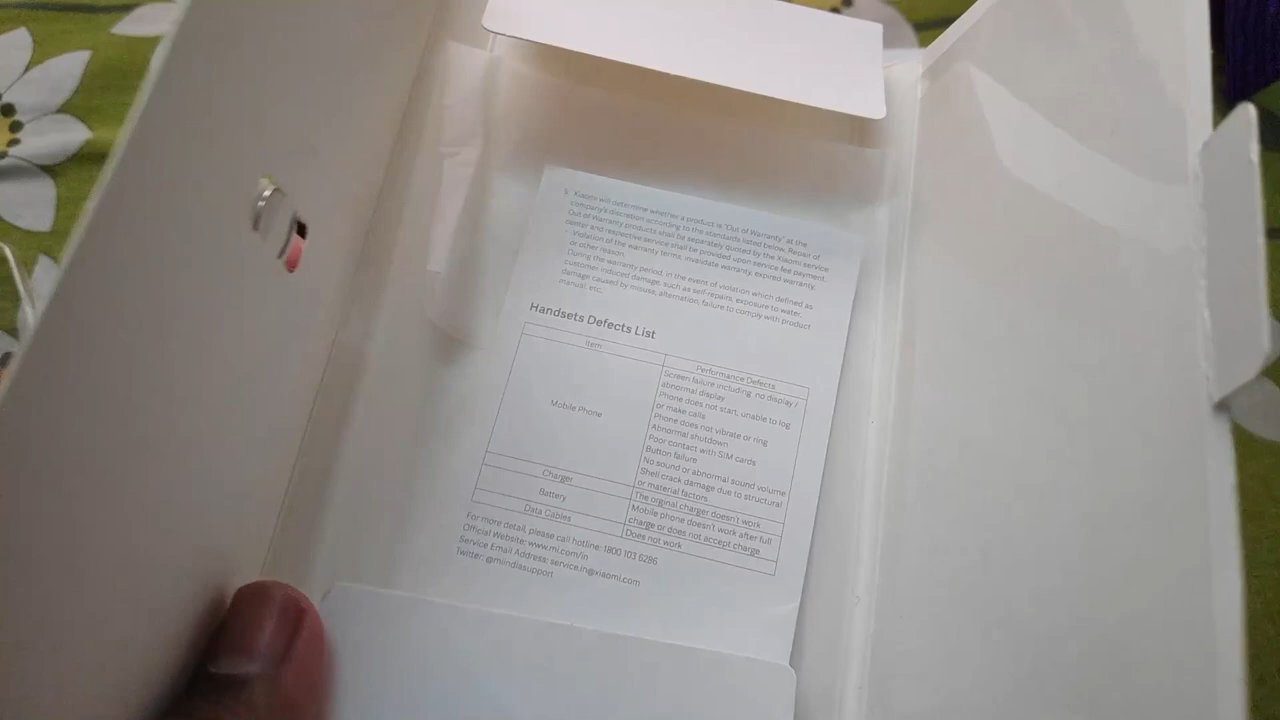 5. Xiaomi will determine whether a product is "Out of Warranty" at the
company's discretion according to the standards listed below. Repair of
Out of Warranty products shall be separately quoted by the Xiaomi service
center and respective service shall be provided upon service fee payment.
- Violation of the warranty terms, invalidate warranty, expired warranty,
or other reason.
During the warranty period, in the event of violation which defined as
customer induced damage, such as self-repairs, exposure to water,
damage caused by misuse, alternation, failure to comply with product
manual, etc.
Handsets Defects List
Item
Performance Defects
Mobile Phone
Screen failure including, no display /
abnormal display
Phone does not start, unable to log
or make calls
Phone does not vibrate or ring
Abnormal shutdown
Poor contact with SIM cards
Button failure
No sound or abnormal sound volume
Shell crack damage due to structural
or material factors.
Charger
The orginal charger doesn't work
Battery
Mobile phone doesn't work after full
charge or does not accept charge.
Data Cables
Does not work
For more detail, please call hotline: 1800 103 6286
Official Website: www.mi.com/in
Service Email Address: service.in@xiaomi.com
Twitter: @miindiasupport